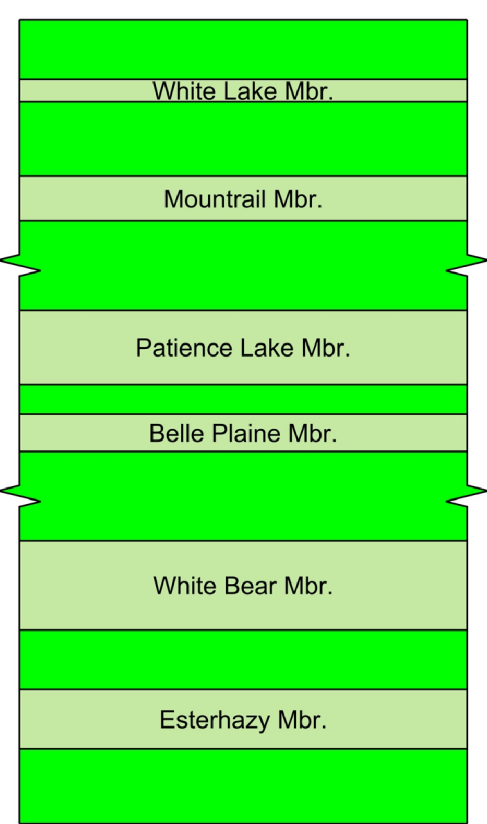 White Lake Mbr.
Mountrail Mbr.
Patience Lake Mbr.
Belle Plaine Mbr.
White Bear Mbr.
Esterhazy Mbr.